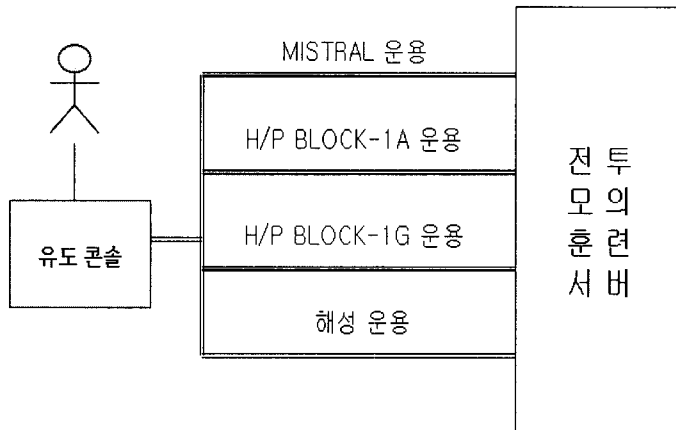 MISTRAL 운용
H/P BLOCK-1A 운용
H/P BLOCK-1G 운용
해성 운용
유도 콘솔
전 투
모 의
훈 련
서 버